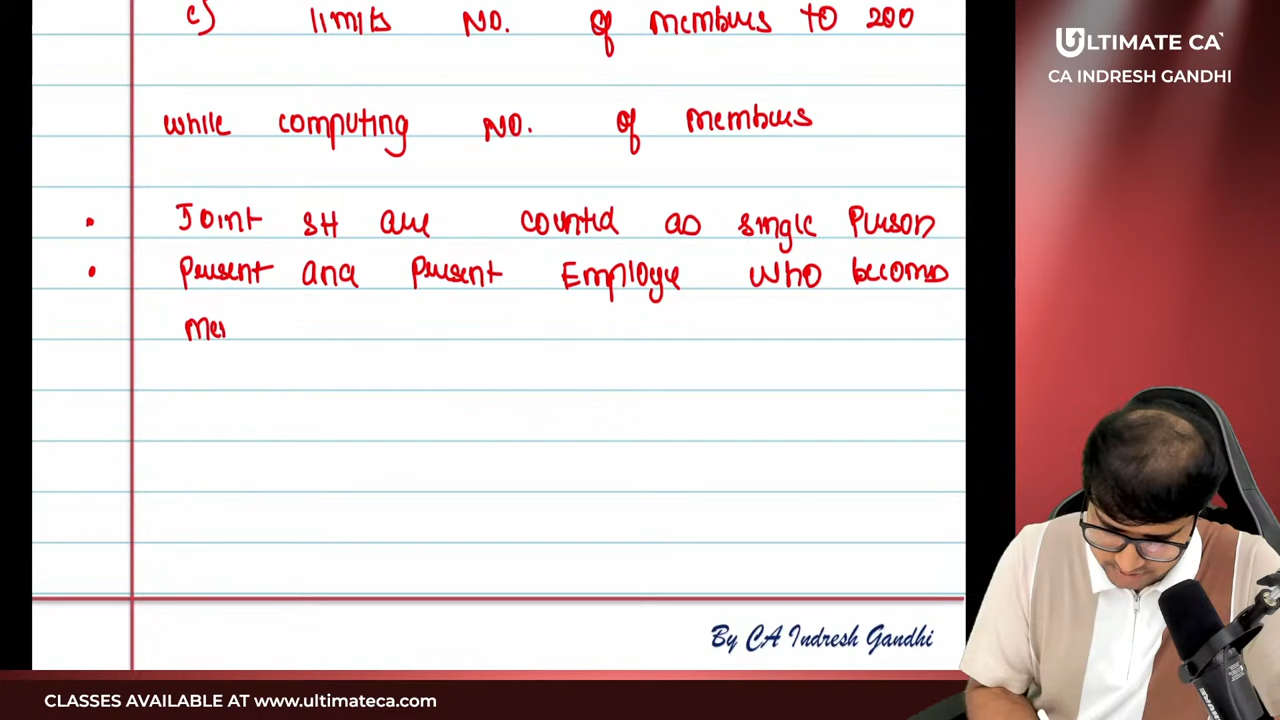 c) limits NO. of members to 200
ULTIMATE CA
CA INDRESH GANDHI
while computing NO. of members
• Joint SH are counted as single Person
• Present and Present Employe who becomes
mer
By CA Indresh Gandhi
CLASSES AVAILABLE AT www.ultimateca.com